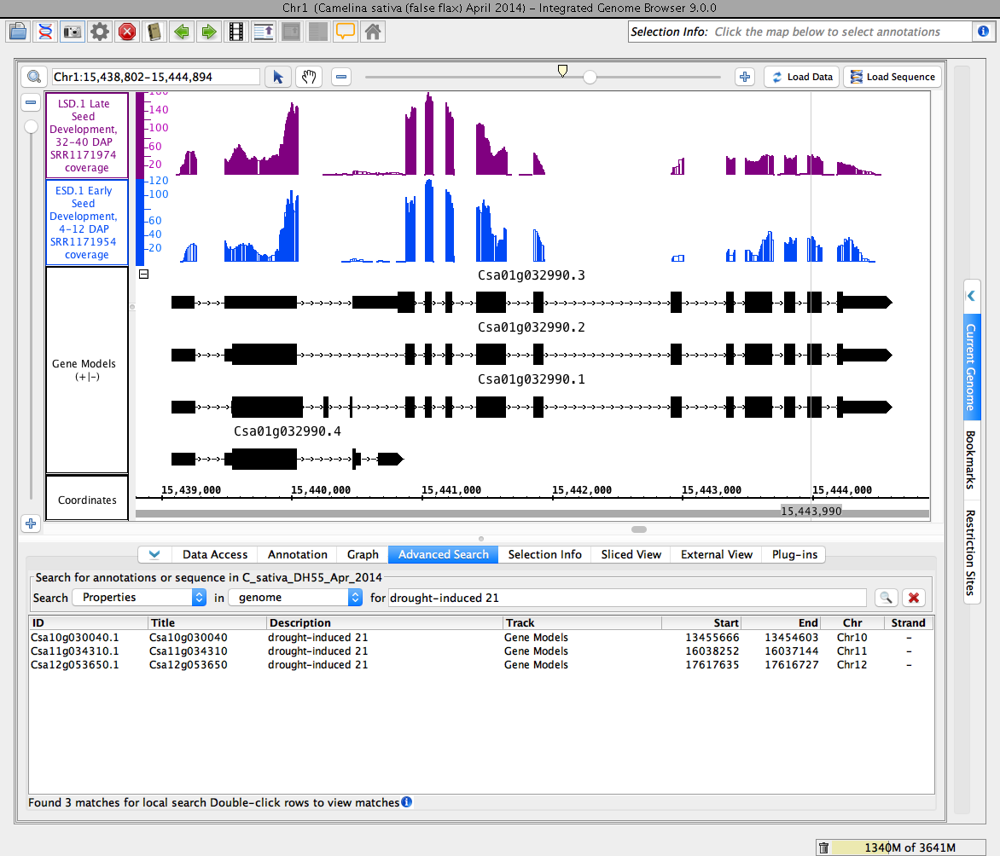 Chr1 (Camelina sativa (false flax) April 2014) – Integrated Genome Browser 9.0.0
Selection Info: Click the map below to select annotations
Chr1:15,438,802–15,444,894
Load Data
Load Sequence
LSD.1 Late
Seed
Development,
32–40 DAP
SRR1171974
coverage
180
140
100
60
20
ESD.1 Early
Seed
Development,
4–12 DAP
SRR1171954
coverage
120
100
60
40
20
Gene Models
(+|–)
Csa01g032990.3
Csa01g032990.2
Csa01g032990.1
Csa01g032990.4
Coordinates
15,439,000 15,440,000 15,441,000 15,442,000 15,443,000 15,444,000
15,443,990
Current Genome
Bookmarks
Restriction Sites
Data Access Annotation Graph Advanced Search Selection Info Sliced View External View Plug-ins
Search for annotations or sequence in C_sativa_DH55_Apr_2014
Search Properties in genome for drought-induced 21
ID Title Description Track Start End Chr Strand
Csa10g030040.1 Csa10g030040 drought-induced 21 Gene Models 13455666 13454603 Chr10 –
Csa11g034310.1 Csa11g034310 drought-induced 21 Gene Models 16038252 16037144 Chr11 –
Csa12g053650.1 Csa12g053650 drought-induced 21 Gene Models 17617635 17616727 Chr12 –
Found 3 matches for local search Double-click rows to view matches
1340M of 3641M